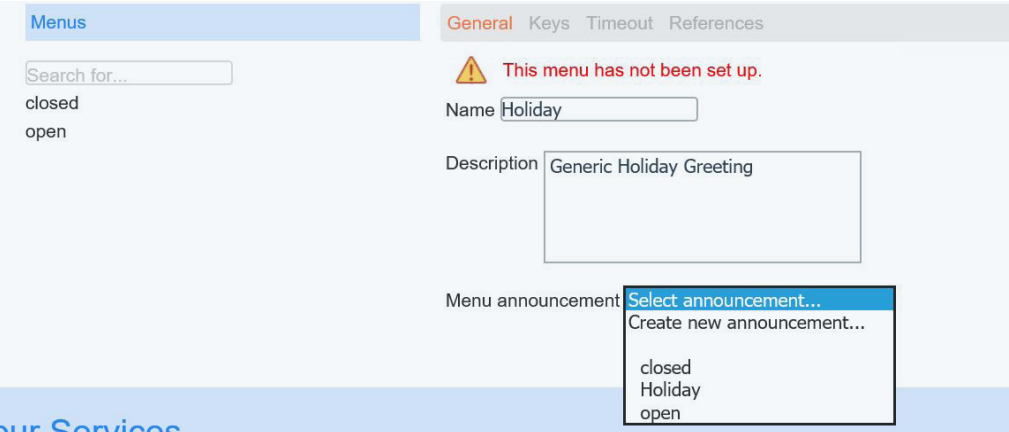 Menus
Search for...
closed
open
General Keys Timeout References
This menu has not been set up.
Name Holiday
Description Generic Holiday Greeting
Menu announcement Select announcement...
Create new announcement...
closed
Holiday
open
Services